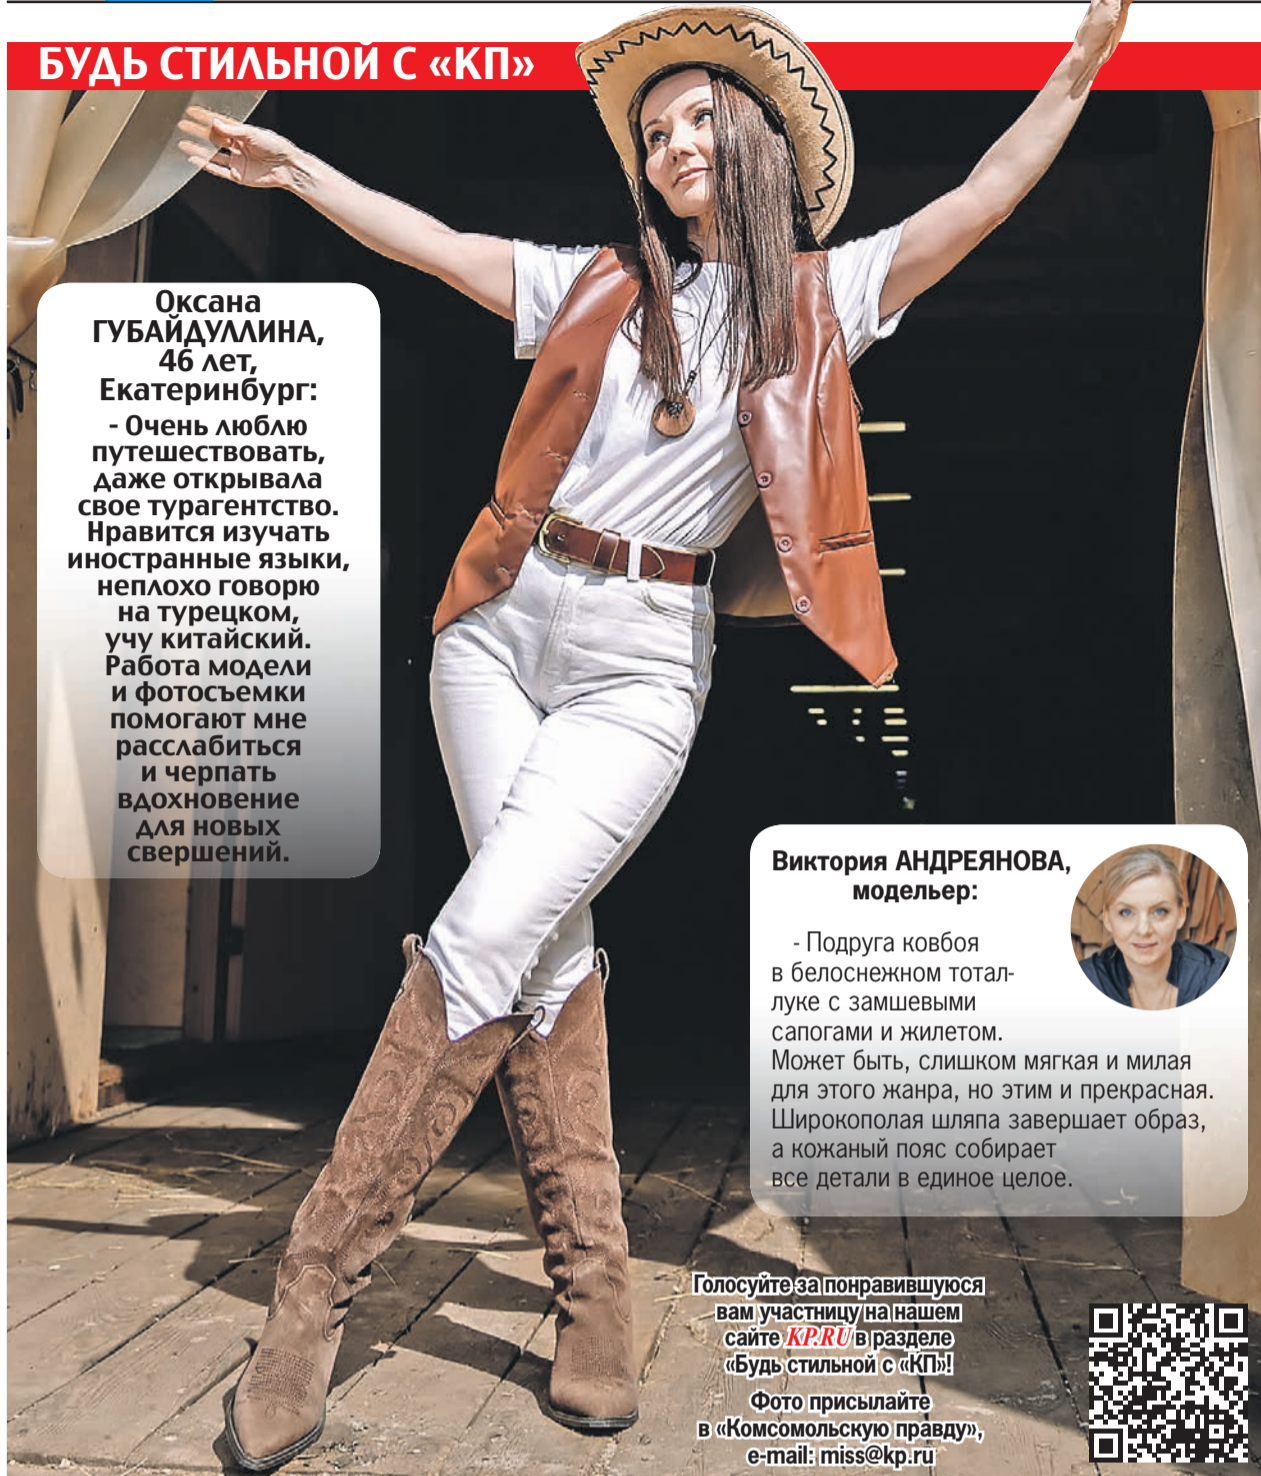 БУДЬ СТИЛЬНОЙ С «КП»
Оксана
ГУБАЙДУЛЛИНА,
46 лет,
Екатеринбург:
- Очень люблю
путешествовать,
даже открывала
свое турагентство.
Нравится изучать
иностранные языки,
неплохо говорю
на турецком,
учу китайский.
Работа модели
и фотосъемки
помогают мне
расслабиться
и черпать
вдохновение
для новых
свершений.
Виктория АНДРЕЯНОВА,
модельер:
- Подруга ковбоя
в белоснежном тотал-
луке с замшевыми
сапогами и жилетом.
Может быть, слишком мягкая и милая
для этого жанра, но этим и прекрасная.
Широкополая шляпа завершает образ,
а кожаный пояс собирает
все детали в единое целое.
Голосуйте за понравившуюся
вам участницу на нашем
сайте KP.RU в разделе
«Будь стильной с «КП»!
Фото присылайте
в «Комсомольскую правду»,
e-mail: miss@kp.ru